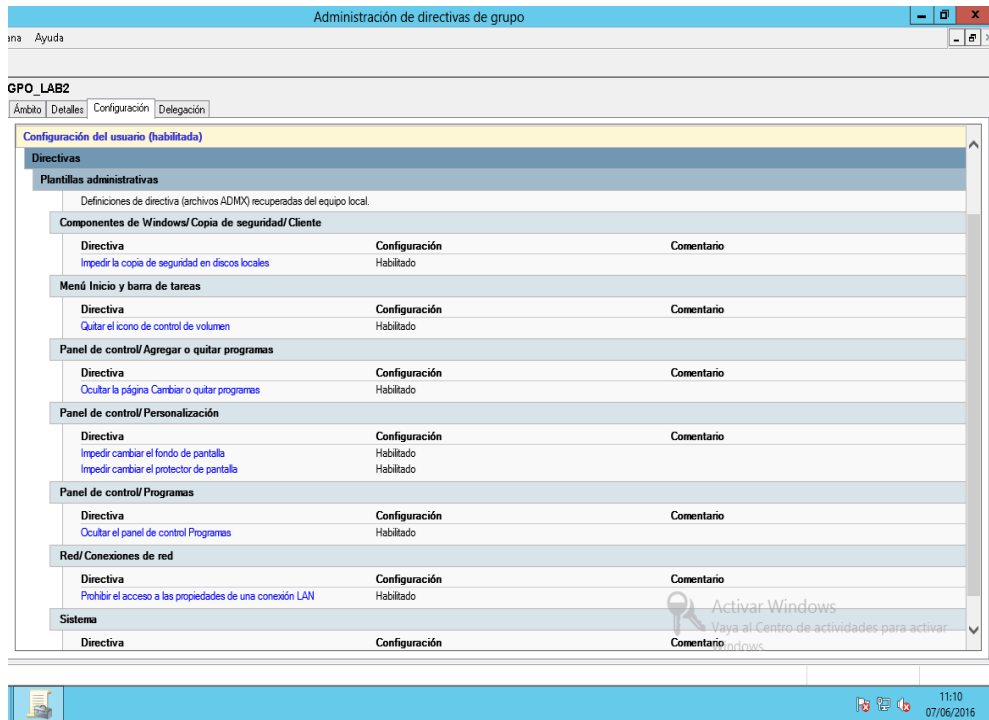 Administración de directivas de grupo
ana Ayuda
GPO_LAB2
Ámbito Detalles Configuración Delegación
Configuración del usuario (habilitada)
Directivas
Plantillas administrativas
Definiciones de directiva (archivos ADMX) recuperadas del equipo local.
Componentes de Windows/Copia de seguridad/Cliente
Directiva Configuración Comentario
Impedir la copia de seguridad en discos locales Habilitado
Menú Inicio y barra de tareas
Directiva Configuración Comentario
Quitar el icono de control de volumen Habilitado
Panel de control/Agregar o quitar programas
Directiva Configuración Comentario
Ocultar la página Cambiar o quitar programas Habilitado
Panel de control/Personalización
Directiva Configuración Comentario
Impedir cambiar el fondo de pantalla Habilitado
Impedir cambiar el protector de pantalla Habilitado
Panel de control/Programas
Directiva Configuración Comentario
Ocultar el panel de control Programas Habilitado
Red/Conexiones de red
Directiva Configuración Comentario
Prohibir el acceso a las propiedades de una conexión LAN Habilitado
Activar Windows
Sistema
Vaya al Centro de actividades para activar
Directiva Configuración Comentario
Windows.
11:10
07/06/2016